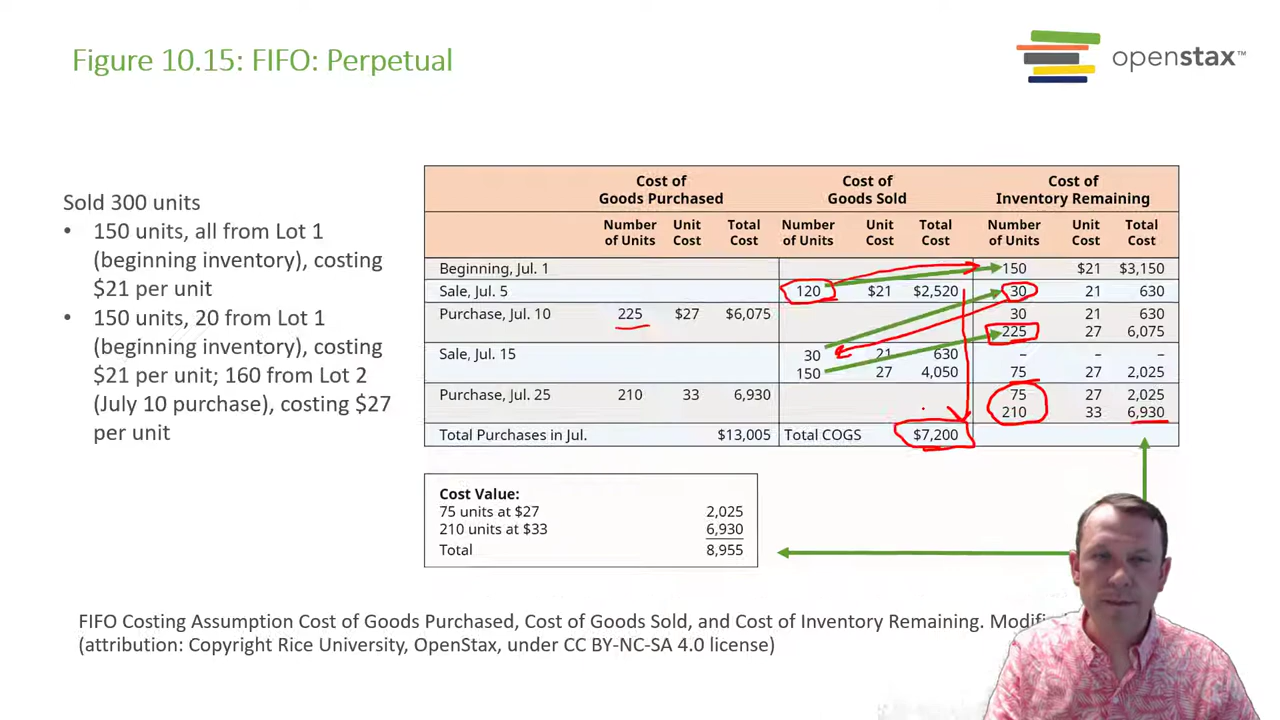 Figure 10.15: FIFO: Perpetual
openstax™
Sold 300 units
• 150 units, all from Lot 1
(beginning inventory), costing
$21 per unit
• 150 units, 20 from Lot 1
(beginning inventory), costing
$21 per unit; 160 from Lot 2
(July 10 purchase), costing $27
per unit
Cost of Cost of Cost of
Goods Purchased Goods Sold Inventory Remaining
Number Unit Total Number Unit Total Number Unit Total
of Units Cost Cost of Units Cost Cost of Units Cost Cost
Beginning, Jul. 1 150 $21 $3,150
Sale, Jul. 5 120 $21 $2,520 30 21 630
Purchase, Jul. 10 225 $27 $6,075 30 21 630
225 27 6,075
Sale, Jul. 15 30 21 630 – – –
150 27 4,050 75 27 2,025
Purchase, Jul. 25 210 33 6,930 75 27 2,025
210 33 6,930
Total Purchases in Jul. $13,005 Total COGS $7,200
Cost Value:
75 units at $27 2,025
210 units at $33 6,930
Total 8,955
FIFO Costing Assumption Cost of Goods Purchased, Cost of Goods Sold, and Cost of Inventory Remaining.
(attribution: Copyright Rice University, OpenStax, under CC BY-NC-SA 4.0 license)